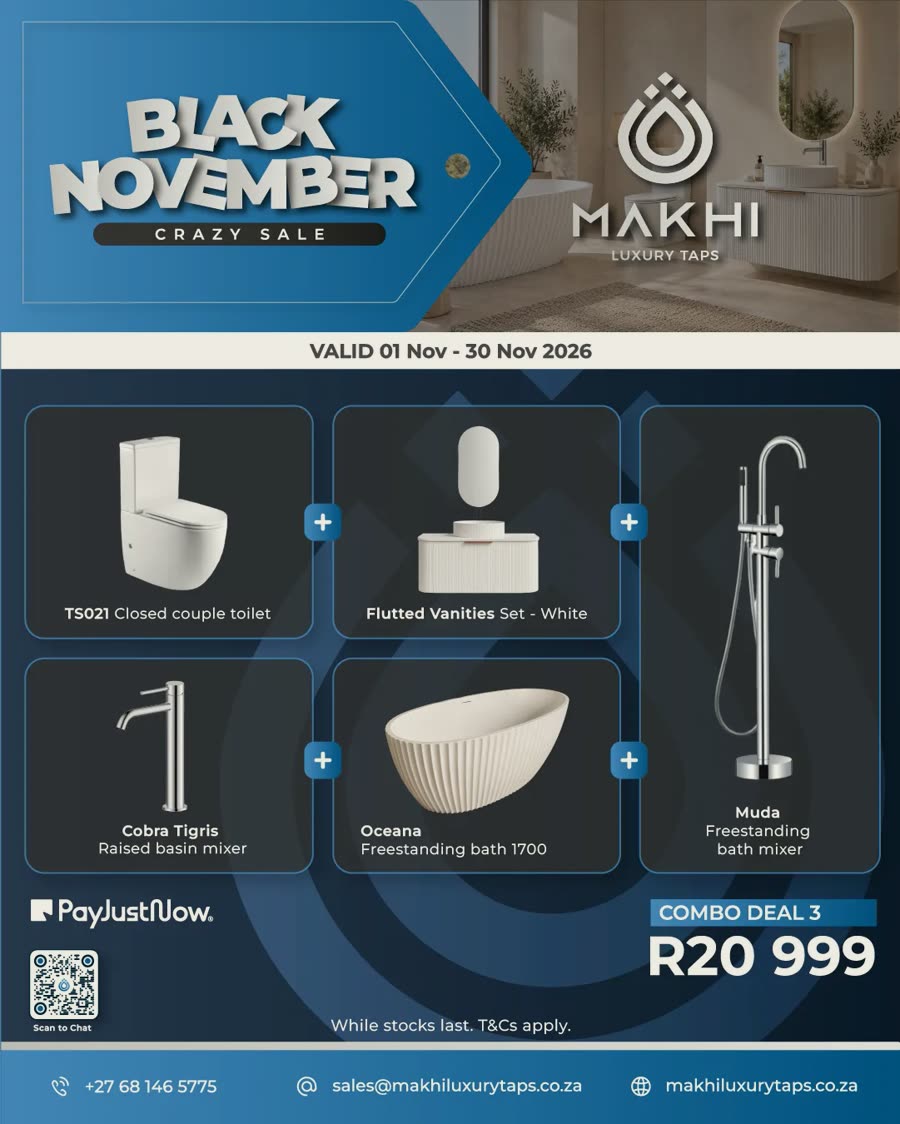 BLACK
NOVEMBER
CRAZY SALE
MAKHI
LUXURY TAPS
VALID 01 Nov - 30 Nov 2026
TS021 Closed couple toilet
Flutted Vanities Set - White
Cobra Tigris
Raised basin mixer
Oceana
Freestanding bath 1700
Muda
Freestanding
bath mixer
PayJustNow.
COMBO DEAL 3
R20 999
Scan to Chat
While stocks last. T&Cs apply.
+27 68 146 5775
sales@makhiluxurytaps.co.za
makhiluxurytaps.co.za